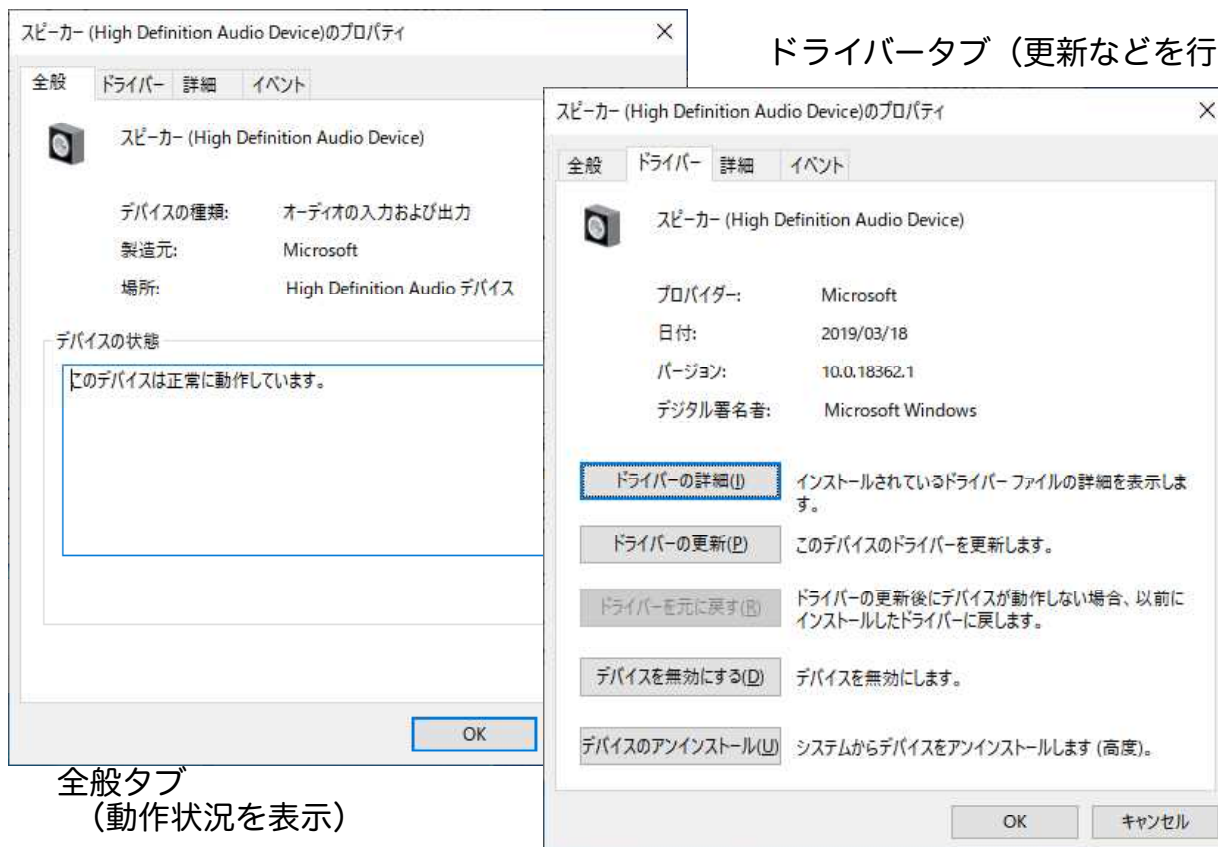 スピーカー (High Definition Audio Device)のプロパティ
全般 ドライバー 詳細 イベント
スピーカー (High Definition Audio Device)
デバイスの種類: オーディオの入力および出力
製造元: Microsoft
場所: High Definition Audio デバイス
デバイスの状態
このデバイスは正常に動作しています。
OK
全般タブ
（動作状況を表示）
ドライバータブ（更新などを行
スピーカー (High Definition Audio Device)のプロパティ
全般 ドライバー 詳細 イベント
スピーカー (High Definition Audio Device)
プロバイダー: Microsoft
日付: 2019/03/18
バージョン: 10.0.18362.1
デジタル署名者: Microsoft Windows
ドライバーの詳細(I) インストールされているドライバー ファイルの詳細を表示しま
す。
ドライバーの更新(P) このデバイスのドライバーを更新します。
ドライバーを元に戻す(R) ドライバーの更新後にデバイスが動作しない場合、以前に
インストールしたドライバーに戻します。
デバイスを無効にする(D) デバイスを無効にします。
デバイスのアンインストール(U) システムからデバイスをアンインストールします (高度)。
OK キャンセル